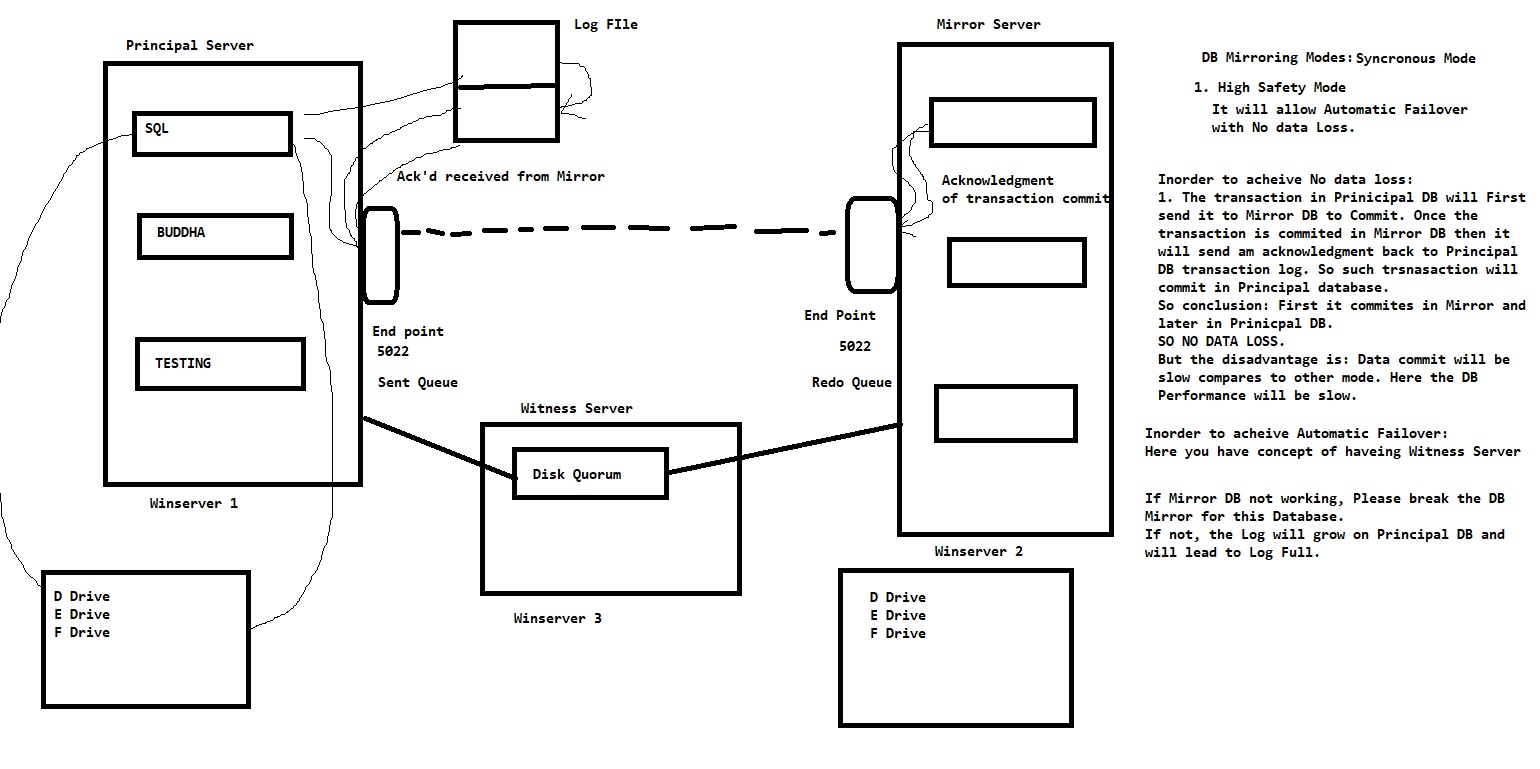 Principal Server
SQL
BUDDHA
TESTING
Winserver 1
D Drive
E Drive
F Drive
Log FIle
Ack'd received from Mirror
End point
5022
Sent Queue
Witness Server
Disk Quorum
Winserver 3
Mirror Server
Acknowledgment
of transaction commit
End Point
5022
Redo Queue
Winserver 2
D Drive
E Drive
F Drive
DB Mirroring Modes: Syncronous Mode
1. High Safety Mode
It will allow Automatic Failover
with No data Loss.
Inorder to acheive No data loss:
1. The transaction in Prinicipal DB will First
send it to Mirror DB to Commit. Once the
transaction is commited in Mirror DB then it
will send am acknowledgment back to Principal
DB transaction log. So such trsnasaction will
commit in Principal database.
So conclusion: First it commites in Mirror and
later in Prinicpal DB.
SO NO DATA LOSS.
But the disadvantage is: Data commit will be
slow compares to other mode. Here the DB
Performance will be slow.
Inorder to acheive Automatic Failover:
Here you have concept of haveing Witness Server
If Mirror DB not working, Please break the DB
Mirror for this Database.
If not, the Log will grow on Principal DB and
will lead to Log Full.